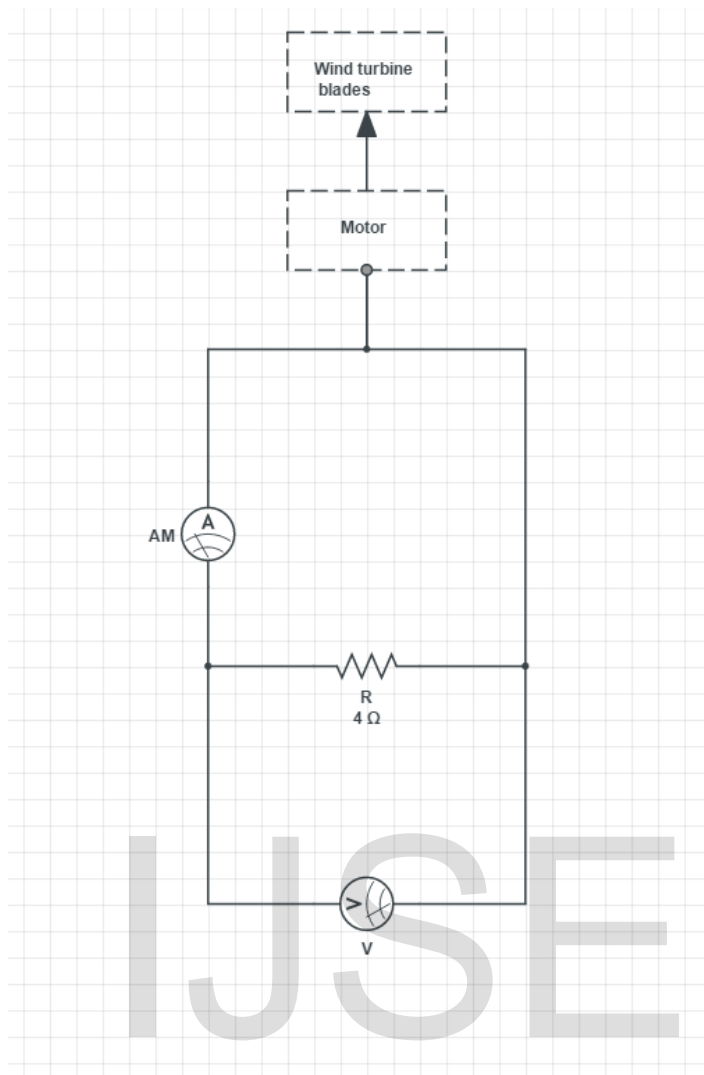 Wind turbine
blades
Motor
A
AM
R
4 Ω
V
V
IJSE